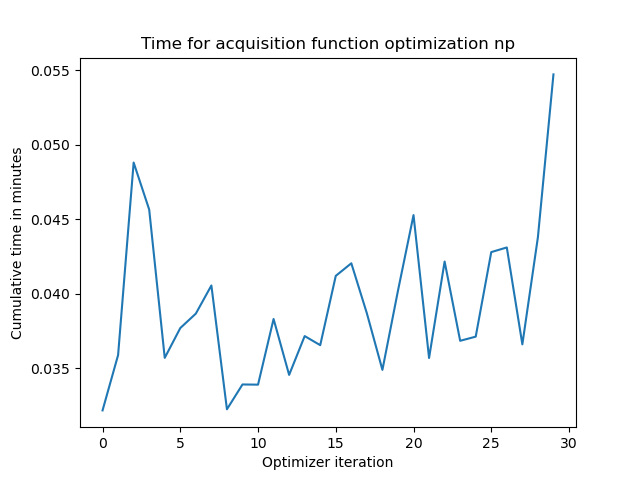 Time for acquisition function optimization np
0.055
0.050
0.045
0.040
0.035
Cumulative time in minutes
0 5 10 15 20 25 30
Optimizer iteration